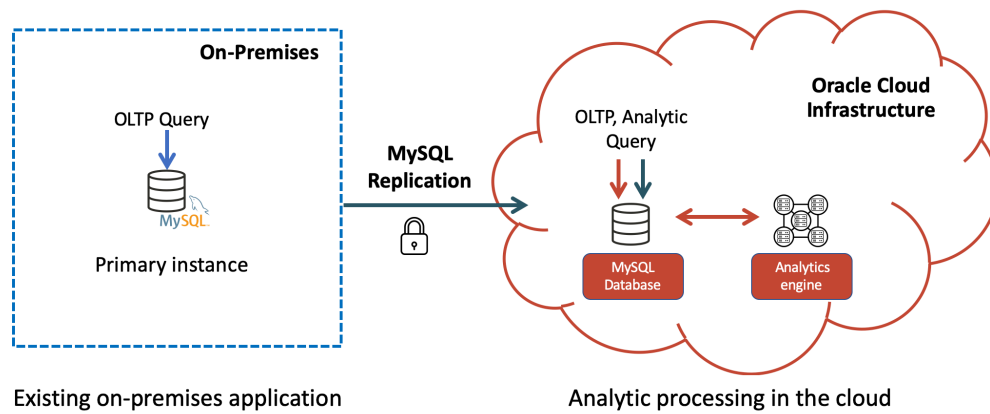 On-Premises
OLTP Query
MySQL
Primary instance
Existing on-premises application
MySQL
Replication
Oracle Cloud
Infrastructure
OLTP, Analytic
Query
MySQL
Database
Analytics
engine
Analytic processing in the cloud